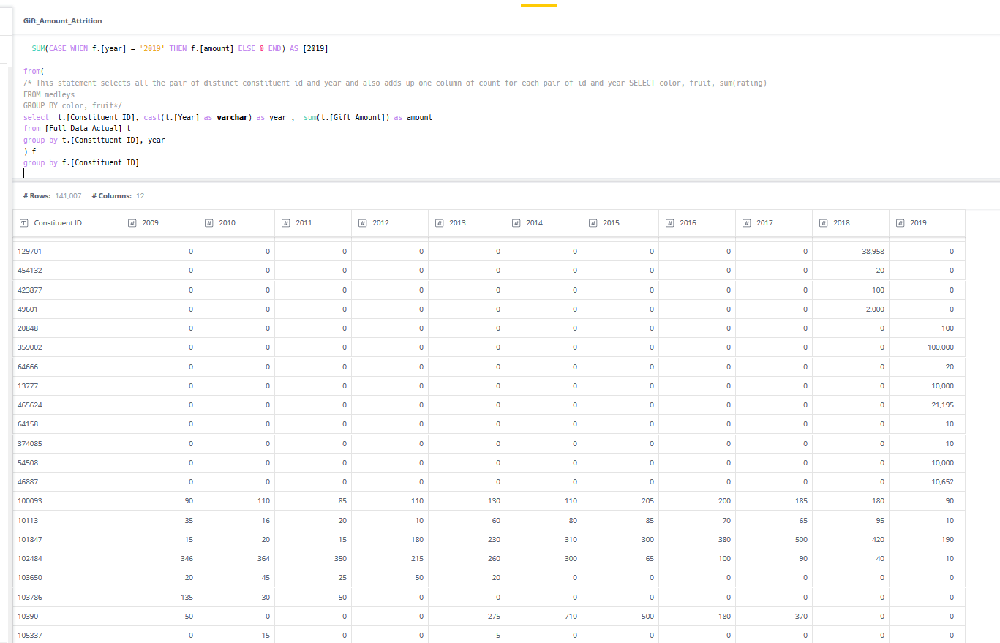 Gift_Amount_Attrition
SUM(CASE WHEN f.[year] = '2019' THEN f.[amount] ELSE 0 END) AS [2019]
from(
/* This statement selects all the pair of distinct constituent id and year and also adds up one column of count for each pair of id and year SELECT color, fruit, sum(rating)
FROM medleys
GROUP BY color, fruit*/
select  t.[Constituent ID], cast(t.[Year] as varchar) as year ,  sum(t.[Gift Amount]) as amount
from [Full Data Actual] t
group by t.[Constituent ID], year
) f
group by f.[Constituent ID]
# Rows: 141,007 # Columns: 12
Constituent ID # 2009 # 2010 # 2011 # 2012 # 2013 # 2014 # 2015 # 2016 # 2017 # 2018 # 2019
129701 0 0 0 0 0 0 0 0 0 38,958 0
454132 0 0 0 0 0 0 0 0 0 20 0
423877 0 0 0 0 0 0 0 0 0 100 0
49601 0 0 0 0 0 0 0 0 0 2,000 0
20848 0 0 0 0 0 0 0 0 0 0 100
359002 0 0 0 0 0 0 0 0 0 0 100,000
64666 0 0 0 0 0 0 0 0 0 0 20
13777 0 0 0 0 0 0 0 0 0 0 10,000
465624 0 0 0 0 0 0 0 0 0 0 21,195
64158 0 0 0 0 0 0 0 0 0 0 10
374085 0 0 0 0 0 0 0 0 0 0 10
54508 0 0 0 0 0 0 0 0 0 0 10,000
46887 0 0 0 0 0 0 0 0 0 0 10,652
100093 90 110 85 110 130 110 205 200 185 180 90
10113 35 16 20 10 60 80 85 70 65 95 10
101847 15 20 15 180 230 310 300 380 500 420 190
102484 346 364 350 215 260 300 65 100 90 40 10
103650 20 45 25 50 20 0 0 0 0 0 0
103786 135 30 50 0 0 0 0 0 0 0 0
10390 50 0 0 0 275 710 500 180 370 0 0
105337 0 15 0 0 5 0 0 0 0 0 0